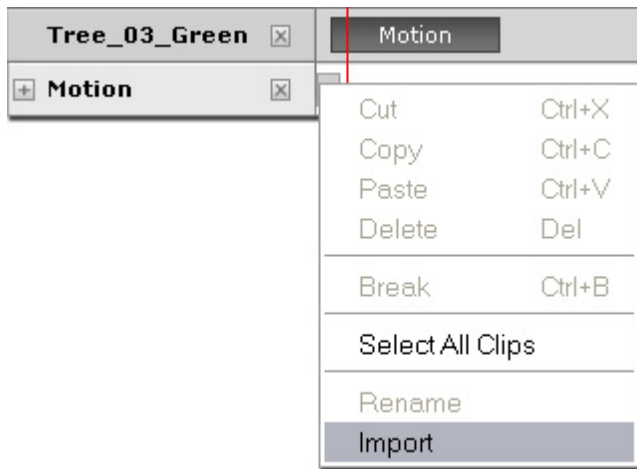 Tree_03_Green Motion
Motion
Cut Ctrl+X
Copy Ctrl+C
Paste Ctrl+V
Delete Del
Break Ctrl+B
Select All Clips
Rename
Import